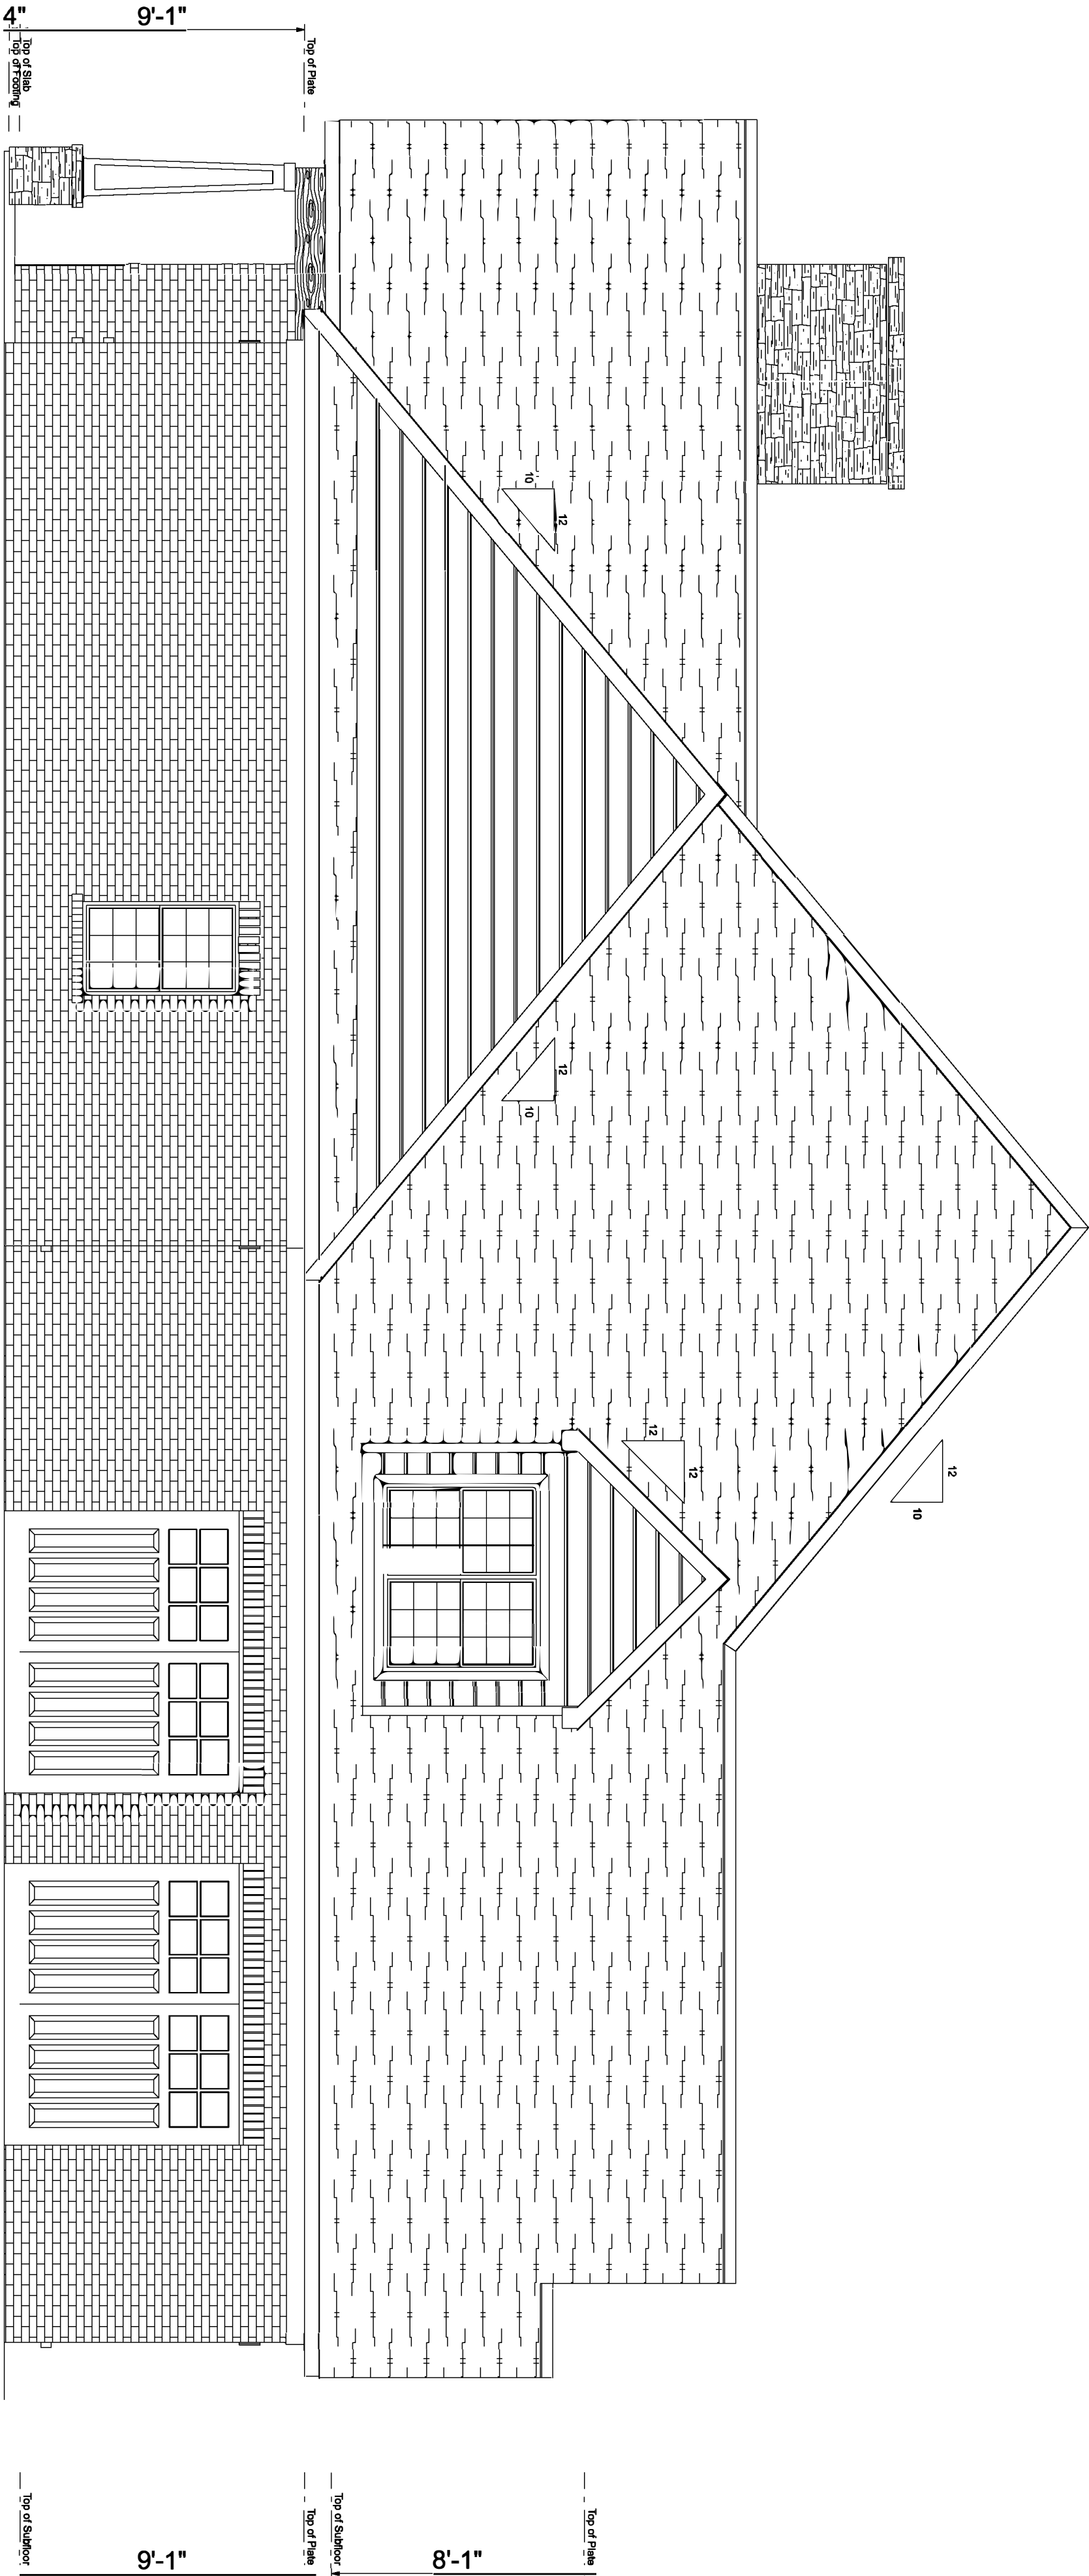 4"
9'-1"
Top of Slab
Top of Footing
Top of Plate
10
12
12
10
12
12
12
10
Top of Subfloor
9'-1"
Top of Plate
Top of Subfloor
8'-1"
Top of Plate